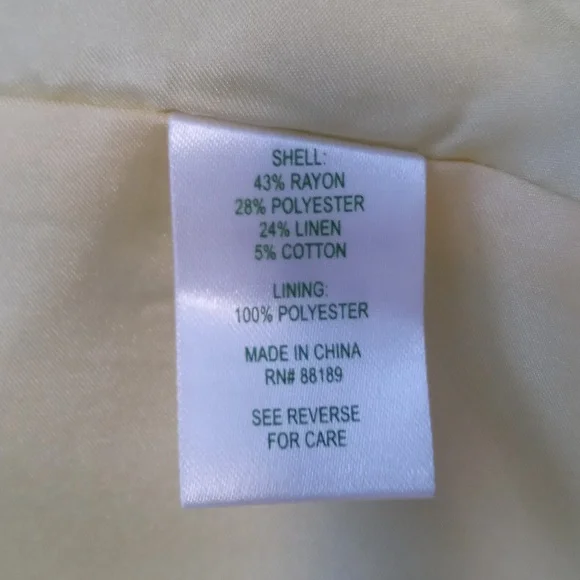 SHELL:
43% RAYON
28% POLYESTER
24% LINEN
5% COTTON
LINING:
100% POLYESTER
MADE IN CHINA
RN# 88189
SEE REVERSE
FOR CARE